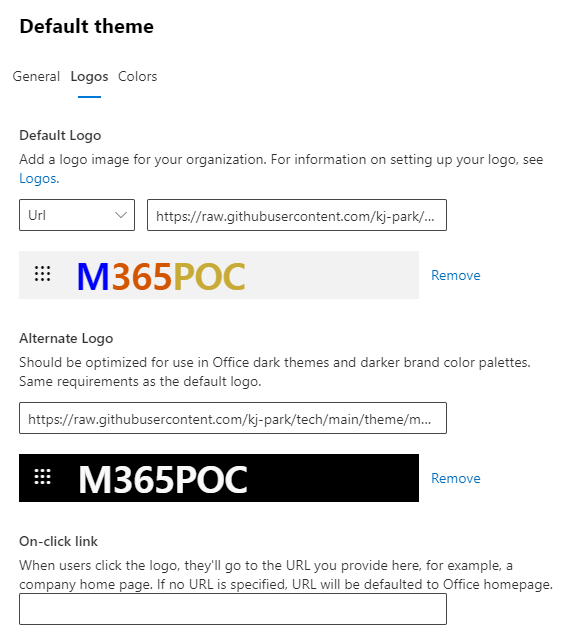 Default theme
General Logos Colors
Default Logo
Add a logo image for your organization. For information on setting up your logo, see
Logos.
Url https://raw.githubusercontent.com/kj-park/...
M365POC Remove
Alternate Logo
Should be optimized for use in Office dark themes and darker brand color palettes.
Same requirements as the default logo.
https://raw.githubusercontent.com/kj-park/tech/main/theme/m...
M365POC Remove
On-click link
When users click the logo, they'll go to the URL you provide here, for example, a
company home page. If no URL is specified, URL will be defaulted to Office homepage.